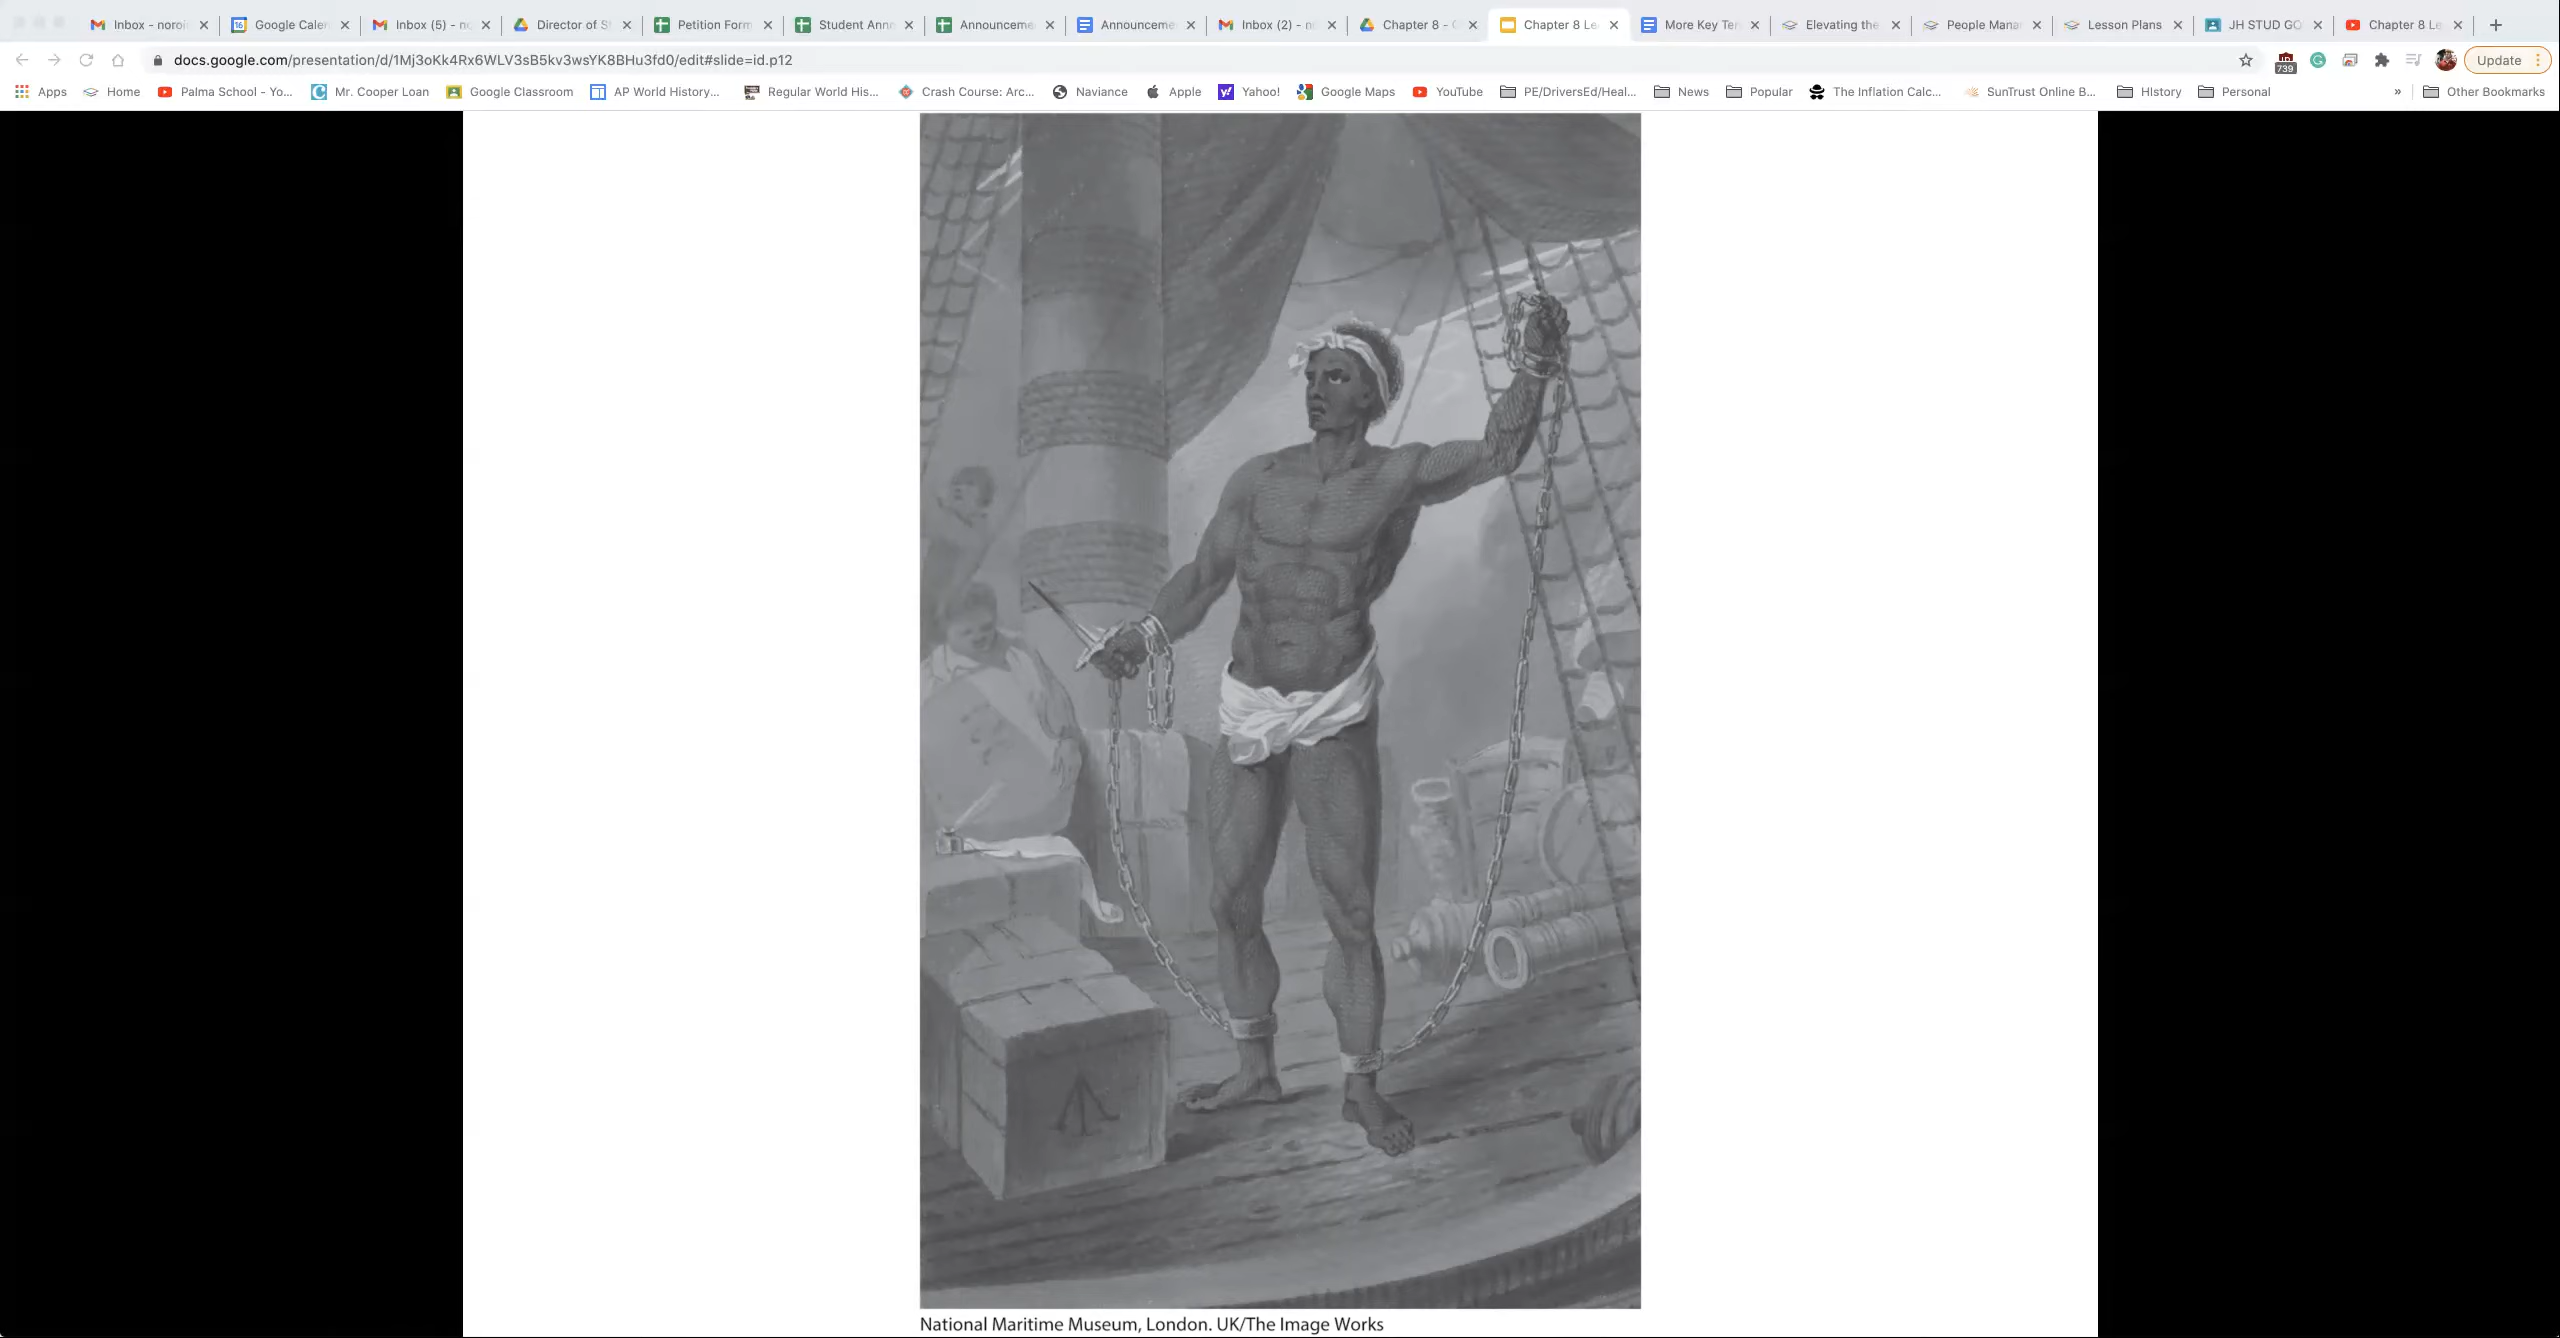 Inbox - noroi
Google Calen
Inbox (5) - no
Director of St
Petition Form
Student Anno
Announceme
Announceme
Inbox (2) - n
Chapter 8 - G
Chapter 8 Le
More Key Ter
Elevating the
People Mana
Lesson Plans
JH STUD GO
Chapter 8 Le
docs.google.com/presentation/d/1Mj3oKk4Rx6WLV3sB5kv3wsYK8BHu3fd0/edit#slide=id.p12
739
Update
Apps
Home
Palma School - Yo...
Mr. Cooper Loan
Google Classroom
AP World History...
Regular World His...
Crash Course: Arc...
Naviance
Apple
Yahoo!
Google Maps
YouTube
PE/DriversEd/Heal...
News
Popular
The Inflation Calc...
SunTrust Online B...
HIstory
Personal
»
Other Bookmarks
National Maritime Museum, London. UK/The Image Works